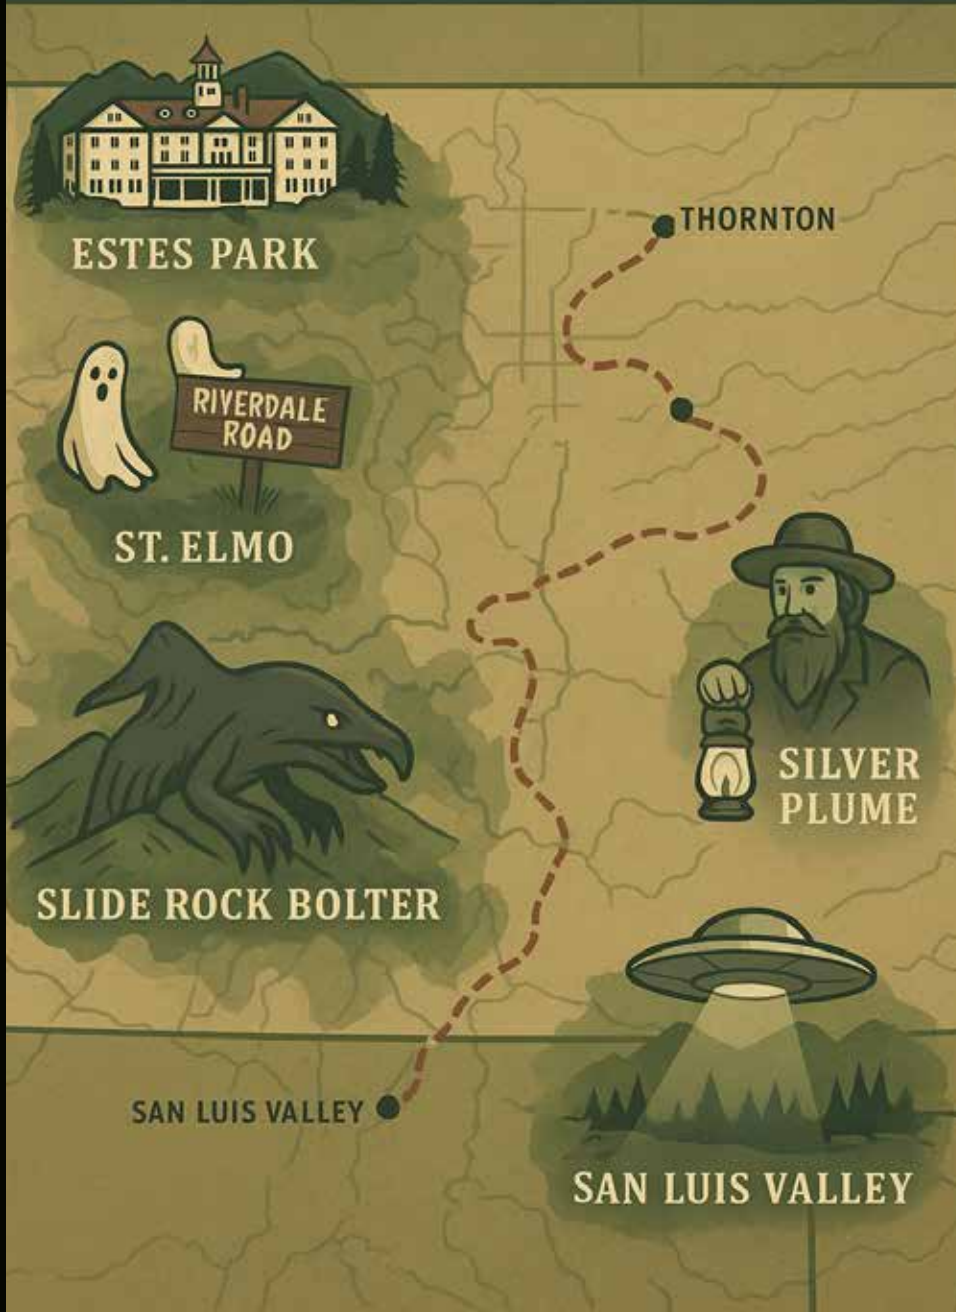 THORNTON
ESTES PARK
RIVERDALE
ROAD
ST. ELMO
SILVER
PLUME
SLIDE ROCK BOLTER
SAN LUIS VALLEY
SAN LUIS VALLEY